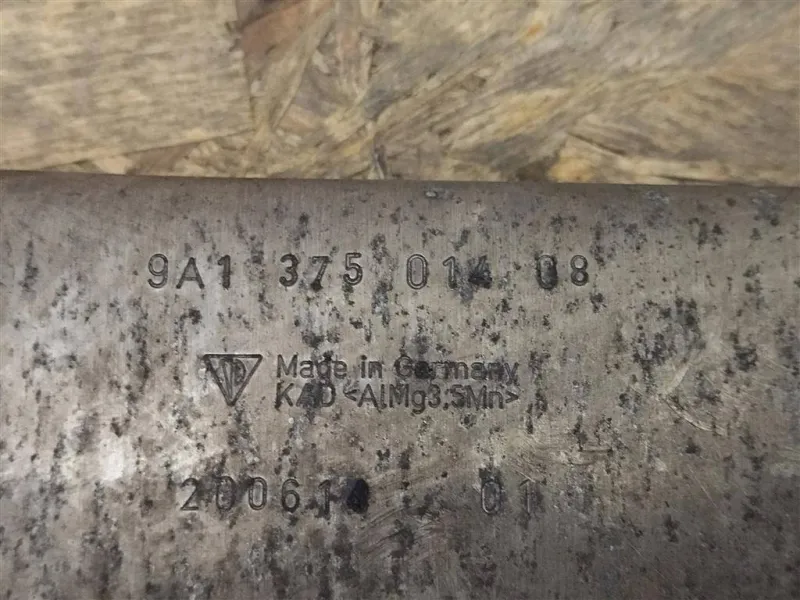 9A1 375 014 08
Made in Germany
KAD <AlMg3.5Mn>
200614 01